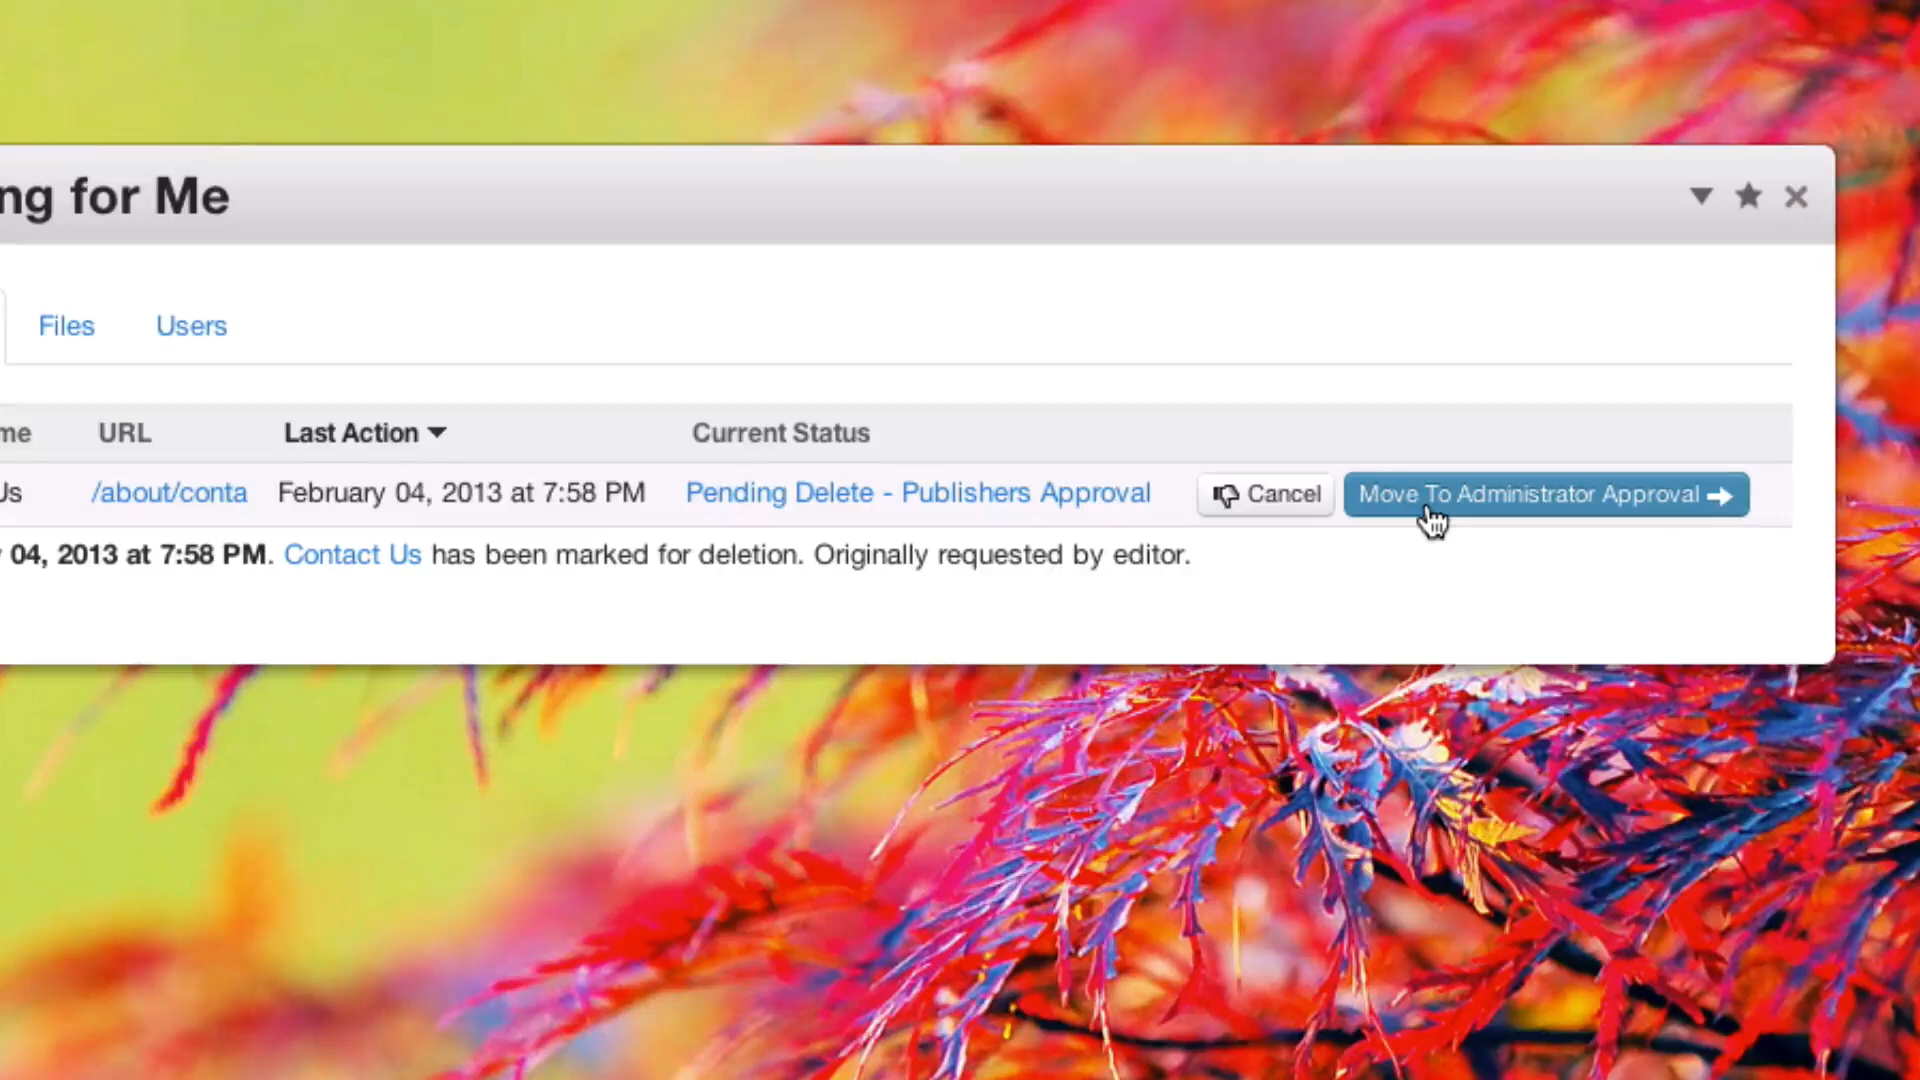 ng for Me
Files Users
me URL Last Action Current Status
Us /about/conta February 04, 2013 at 7:58 PM Pending Delete - Publishers Approval Cancel Move To Administrator Approval
04, 2013 at 7:58 PM. Contact Us has been marked for deletion. Originally requested by editor.